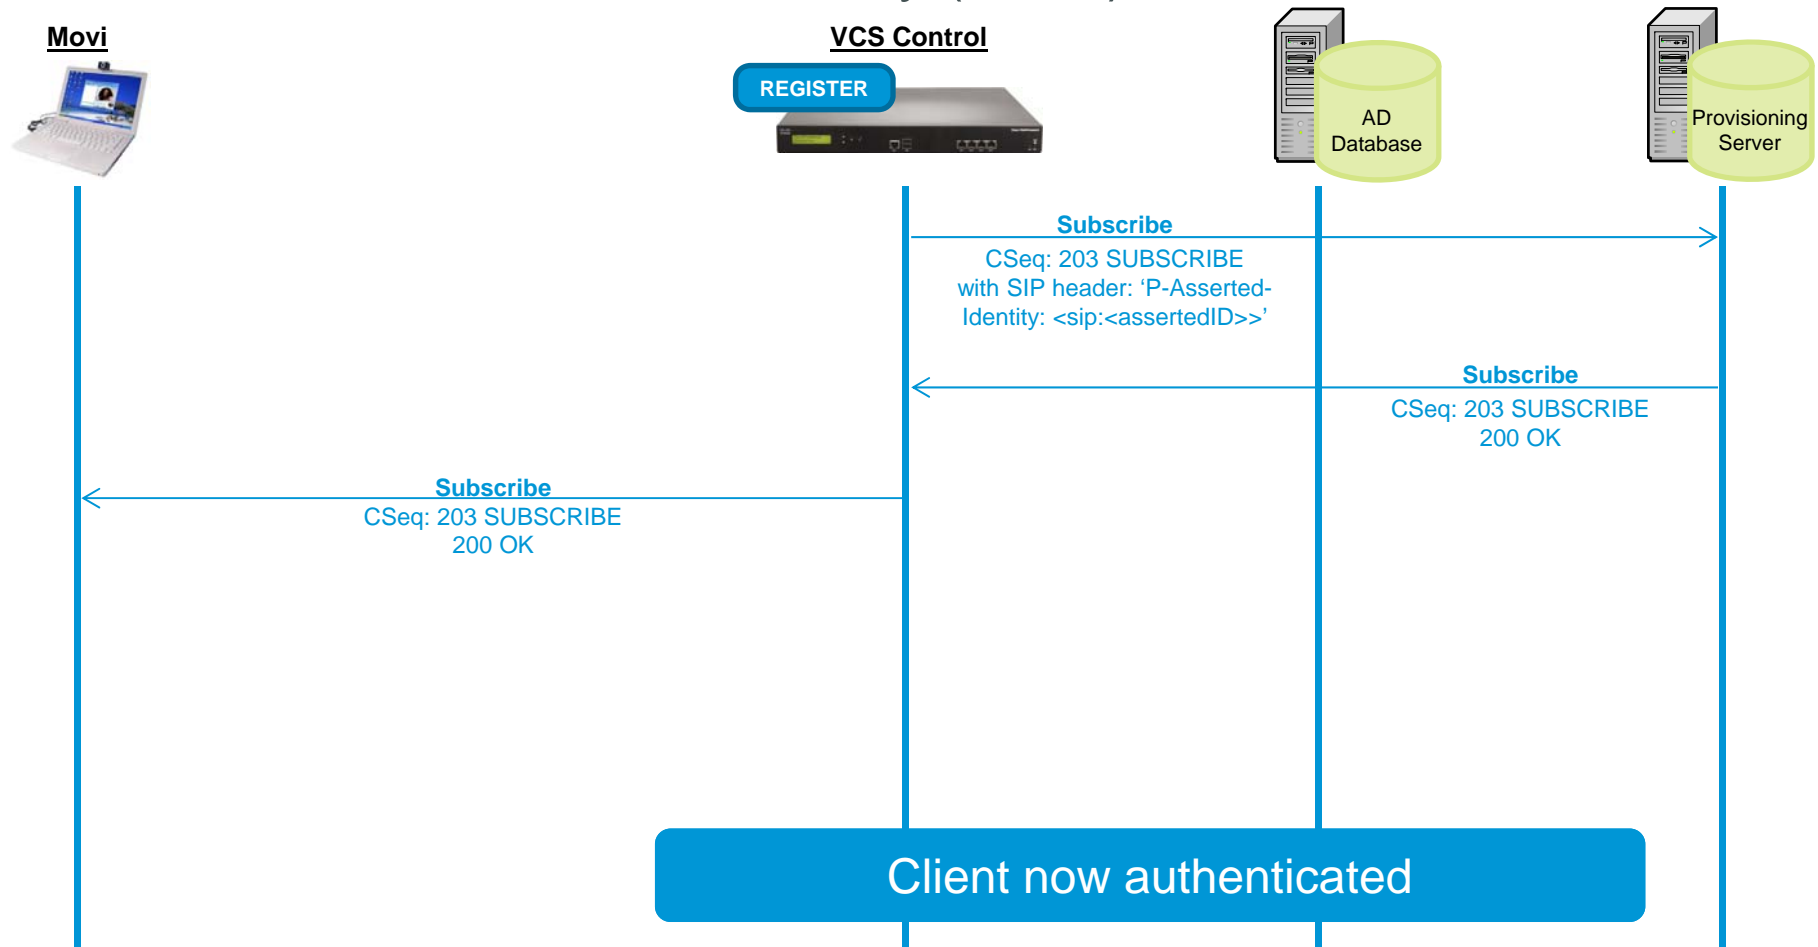 Movi
VCS Control
REGISTER
AD
Database
Provisioning
Server
Subscribe
CSeq: 203 SUBSCRIBE
with SIP header: ‘P-Asserted-
Identity: <sip:<assertedID>>’
Subscribe
CSeq: 203 SUBSCRIBE
200 OK
Subscribe
CSeq: 203 SUBSCRIBE
200 OK
Client now authenticated